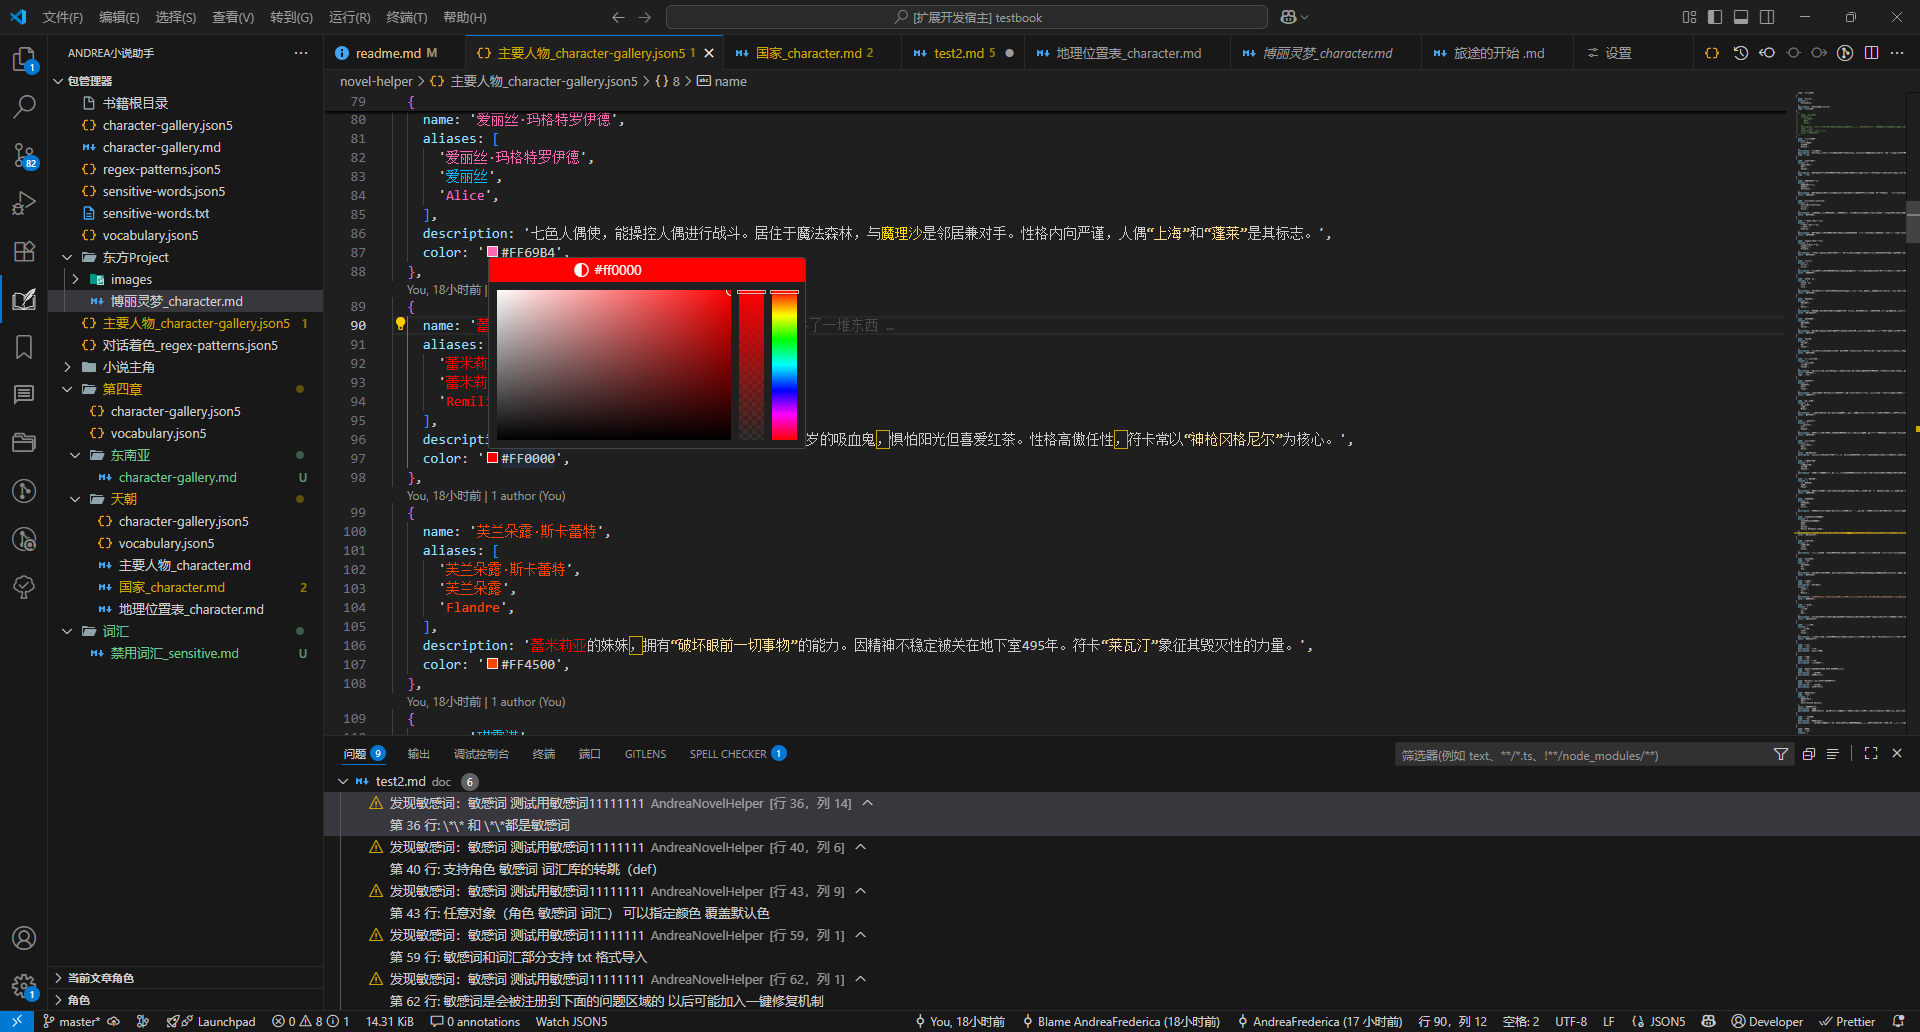 文件(F) 编辑(E) 选择(S) 查看(V) 转到(G) 运行(R) 终端(T) 帮助(H)
[扩展开发宿主] testbook
ANDREA小说助手
包管理器
书籍根目录
character-gallery.json5
character-gallery.md
regex-patterns.json5
sensitive-words.json5
sensitive-words.txt
vocabulary.json5
东方Project
images
博丽灵梦_character.md
主要人物_character-gallery.json5 1
对话着色_regex-patterns.json5
小说主角
第四章
character-gallery.json5
vocabulary.json5
东南亚
character-gallery.md U
天朝
character-gallery.json5
vocabulary.json5
主要人物_character.md
国家_character.md 2
地理位置表_character.md
词汇
禁用词汇_sensitive.md U
当前文章角色
角色
1
82
1
readme.md M
主要人物_character-gallery.json5 1
国家_character.md 2
test2.md 5
地理位置表_character.md
博丽灵梦_character.md
旅途的开始 .md
设置
novel-helper > {} 主要人物_character-gallery.json5 > {} 8 > name
79 {
80 name: '爱丽丝·玛格特罗伊德',
81 aliases: [
82 '爱丽丝·玛格特罗伊德',
83 '爱丽丝',
84 'Alice',
85 ],
86 description: '七色人偶使，能操控人偶进行战斗。居住于魔法森林，与魔理沙是邻居兼对手。性格内向严谨，人偶“上海”和“蓬莱”是其标志。',
87 color: '#FF69B4',
88 },
#ff0000
You, 18小时前 |
89 {
90 name: '蕾 了一堆东西 …
91 aliases:
92 '蕾米莉
93 '蕾米莉
94 'Remili
95 ],
96 descripti 岁的吸血鬼，惧怕阳光但喜爱红茶。性格高傲任性，符卡常以“神枪冈格尼尔”为核心。',
97 color: '#FF0000',
98 },
You, 18小时前 | 1 author (You)
99 {
100 name: '芙兰朵露·斯卡蕾特',
101 aliases: [
102 '芙兰朵露·斯卡蕾特',
103 '芙兰朵露',
104 'Flandre',
105 ],
106 description: '蕾米莉亚的妹妹，拥有“破坏眼前一切事物”的能力。因精神不稳定被关在地下室495年。符卡“莱瓦汀”象征其毁灭性的力量。',
107 color: '#FF4500',
108 },
You, 18小时前 | 1 author (You)
109 {
问题 9 输出 调试控制台 终端 端口 GITLENS SPELL CHECKER 1
筛选器(例如 text、**/*.ts、!**/node_modules/**)
test2.md doc 6
发现敏感词：敏感词 测试用敏感词11111111 AndreaNovelHelper [行 36，列 14]
第 36 行: \*\* 和 \*\*都是敏感词
发现敏感词：敏感词 测试用敏感词11111111 AndreaNovelHelper [行 40，列 6]
第 40 行: 支持角色 敏感词 词汇库的转跳（def）
发现敏感词：敏感词 测试用敏感词11111111 AndreaNovelHelper [行 43，列 9]
第 43 行: 任意对象（角色 敏感词 词汇） 可以指定颜色 覆盖默认色
发现敏感词：敏感词 测试用敏感词11111111 AndreaNovelHelper [行 59，列 1]
第 59 行: 敏感词和词汇部分支持 txt 格式导入
发现敏感词：敏感词 测试用敏感词11111111 AndreaNovelHelper [行 62，列 1]
第 62 行: 敏感词是会被注册到下面的问题区域的 以后可能加入一键修复机制
master* Launchpad 0 8 1 14.31 KiB 0 annotations Watch JSON5 You, 18小时前 Blame AndreaFrederica (18小时前) AndreaFrederica (17 小时前) 行 90，列 12 空格: 2 UTF-8 LF {} JSON5 Developer Prettier